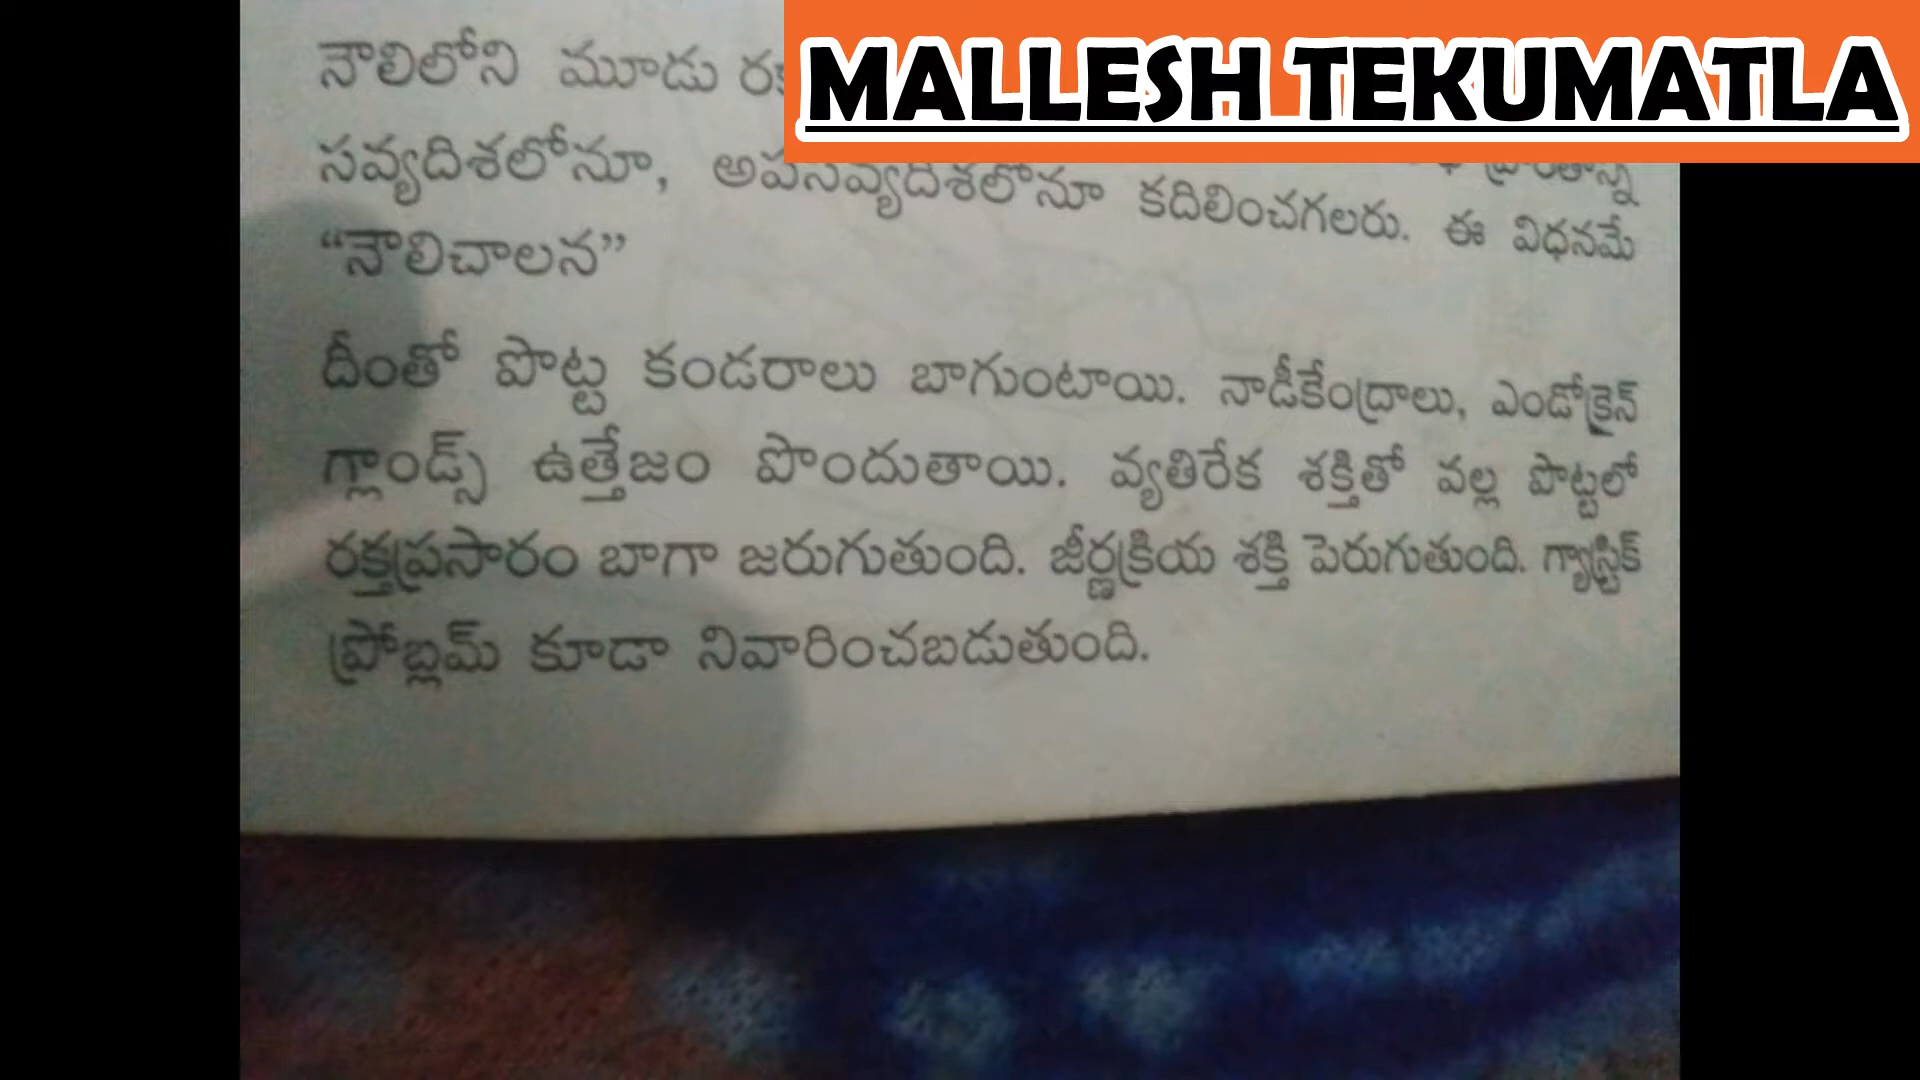 నౌలిలోని మూడు
MALLESH TEKUMATLA
సవ్యదిశలోనూ, అపసవ్యదిశలోనూ కదిలించగలరు. ఈ విధనమే
“నౌలిచాలన”
దీంతో పొట్ట కండరాలు బాగుంటాయి. నాడీకేంద్రాలు, ఎండోక్రైన్
గ్లాండ్స్ ఉత్తేజం పొందుతాయి. వ్యతిరేక శక్తితో వల్ల పొట్టలో
రక్తప్రసారం బాగా జరుగుతుంది. జీర్ణక్రియ శక్తి పెరుగుతుంది. గ్యాస్ట్రిక్
ప్రోబ్లమ్ కూడా నివారించబడుతుంది.